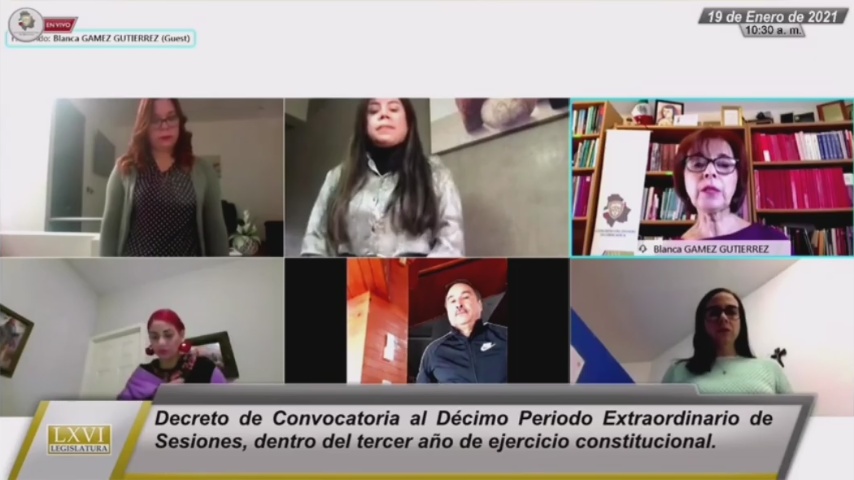 EN VIVO
19 de Enero de 2021
10:30 a. m.
do: Blanca GAMEZ GUTIERREZ (Guest)
Blanca GAMEZ GUTIERREZ
Decreto de Convocatoria al Décimo Periodo Extraordinario de
Sesiones, dentro del tercer año de ejercicio constitucional.
LXVI
LEGISLATURA